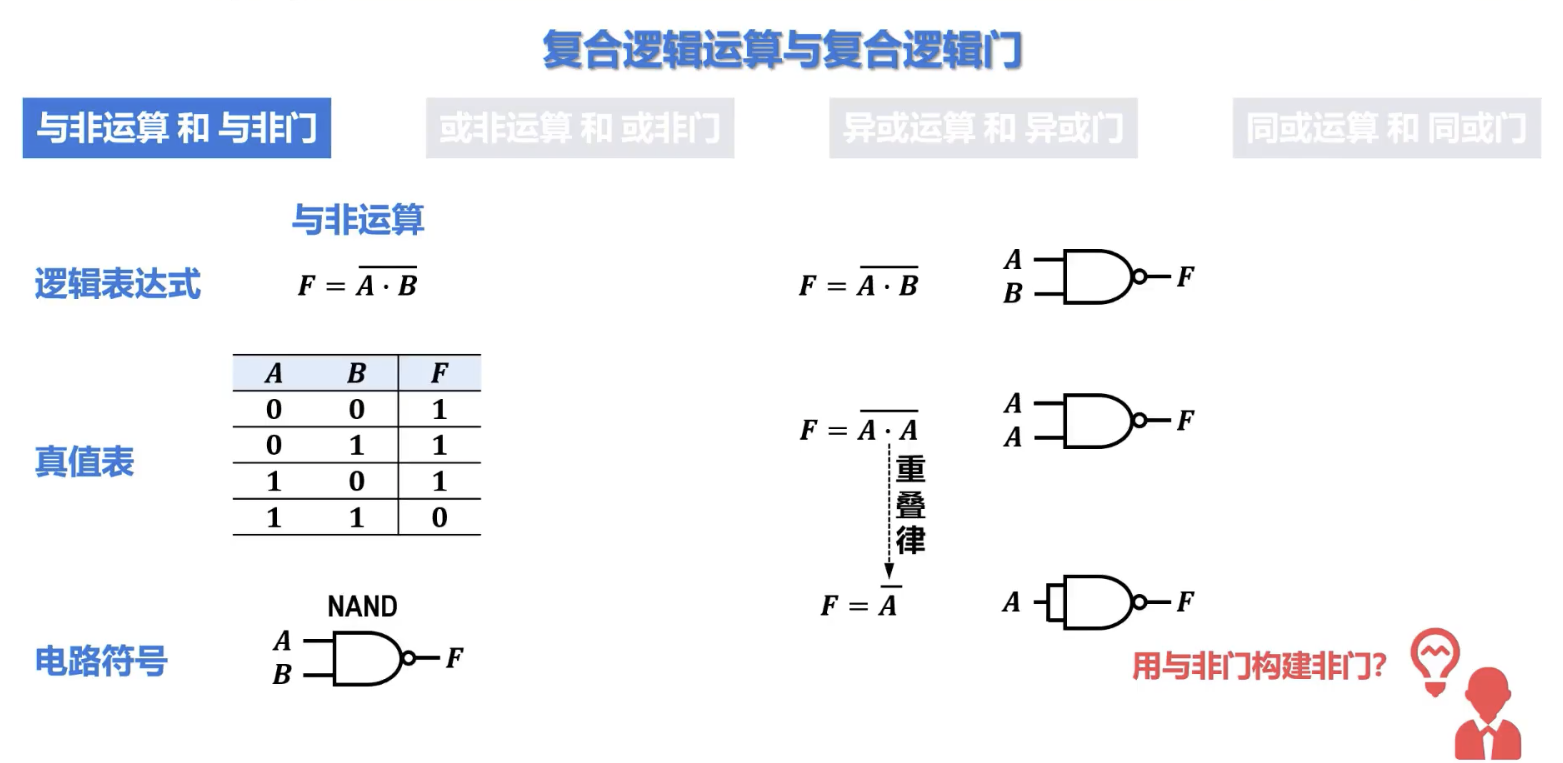 复合逻辑运算与复合逻辑门
与非运算 和 与非门
或非运算 和 或非门
异或运算 和 异或门
同或运算 和 同或门
与非运算
逻辑表达式
F = \overline{A · B}
真值表
A B F
0 0 1
0 1 1
1 0 1
1 1 0
电路符号
NAND
A
B
F
F = \overline{A · B}
A
B
F
F = \overline{A · A}
A
A
F
重叠律
F = \overline{A}
A
F
用与非门构建非门?